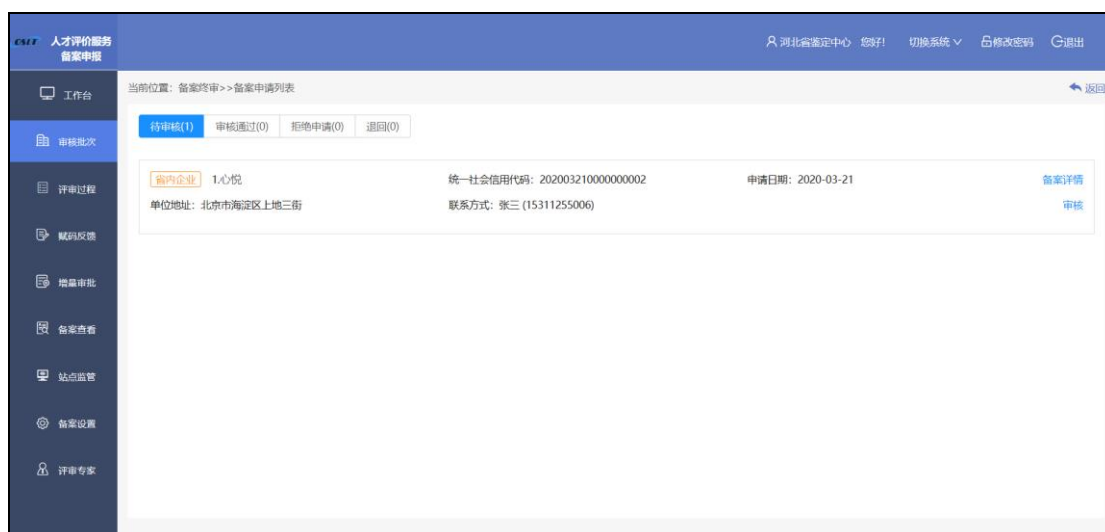 OSTA 人才评价服务
备案申报
河北省鉴定中心 您好! 切换系统 修改密码 退出
工作台
审核批次
评审过程
赋码反馈
增量审批
备案查看
站点监管
备案设置
评审专家
当前位置：备案终审>>备案申请列表 返回
待审核(1) 审核通过(0) 拒绝申请(0) 退回(0)
省内企业 1.心悦 统一社会信用代码：202003210000000002 申请日期：2020-03-21 备案详情
单位地址：北京市海淀区上地三街 联系方式：张三 (15311255006) 审核